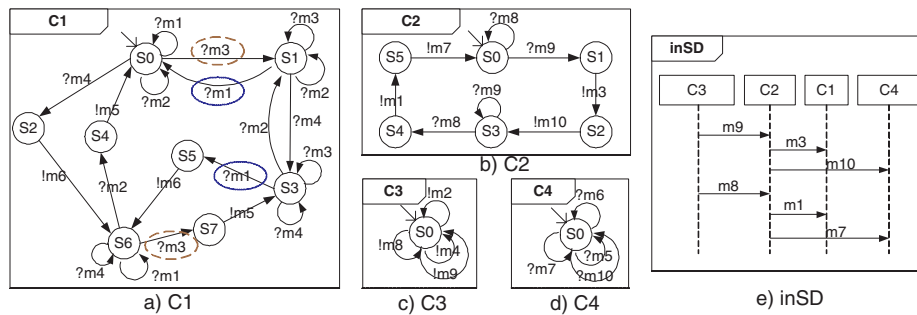 C1
?m1
?m3
S0
?m3
S1
?m1
?m2
?m2
?m4
!m5
S2
S4
?m2
?m4
S5
?m1
?m3
!m6
?m2
!m6
!m5
S3
?m4
S6
S7
?m3
?m4
?m1
a) C1
C2
?m8
S5
!m7
S0
?m9
S1
!m1
?m9
!m3
S4
?m8
S3
!m10
S2
b) C2
C3
!m2
S0
!m8
!m4
!m9
c) C3
C4
?m6
S0
?m7
?m5
?m10
d) C4
inSD
C3
C2
C1
C4
m9
m3
m10
m8
m1
m7
e) inSD